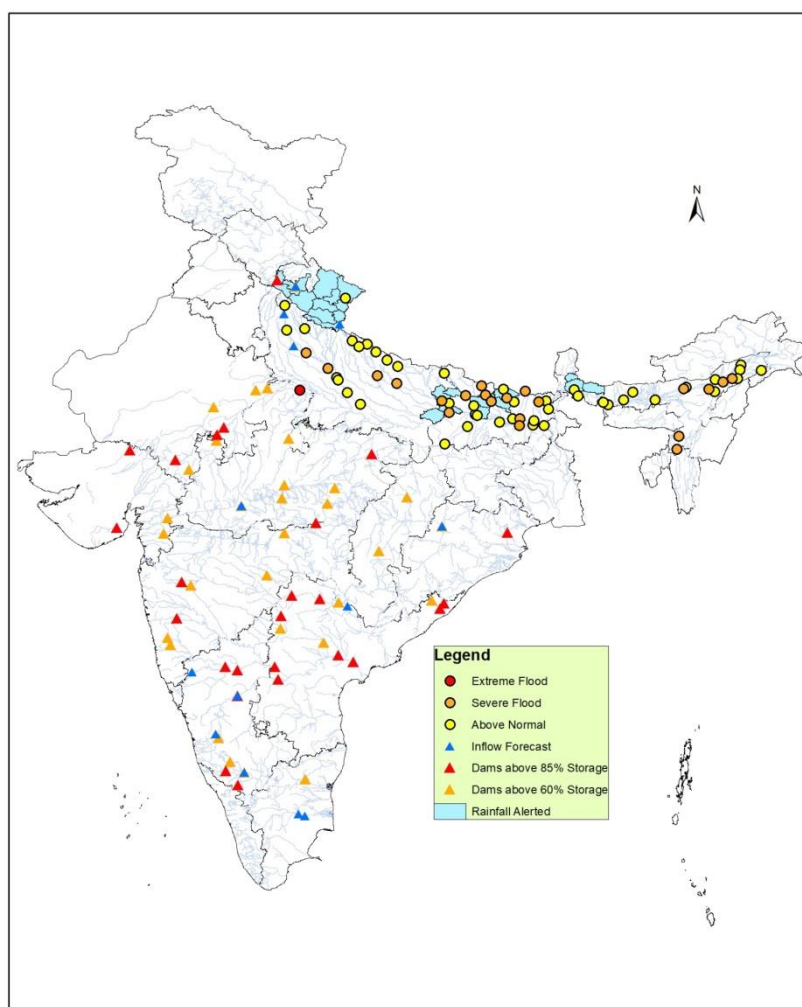 N
Legend
Extreme Flood
Severe Flood
Above Normal
Inflow Forecast
Dams above 85% Storage
Dams above 60% Storage
Rainfall Alerted